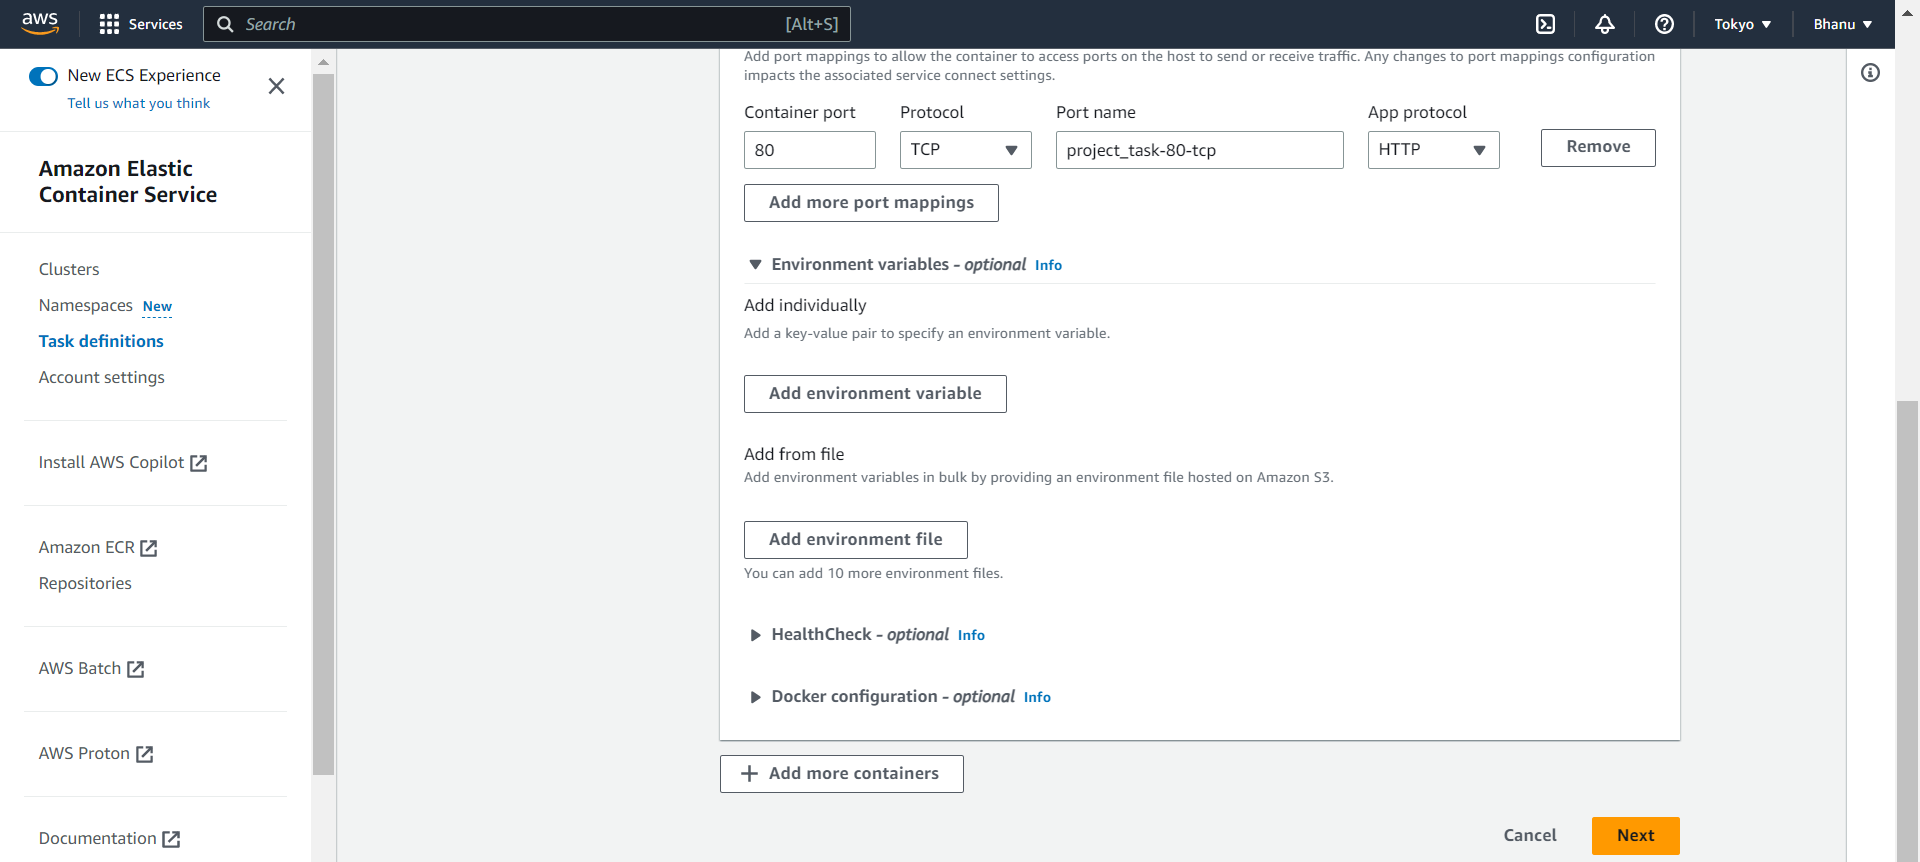 aws
Services
Search
[Alt+S]
Tokyo
Bhanu
New ECS Experience
Tell us what you think
Amazon Elastic
Container Service
Clusters
Namespaces New
Task definitions
Account settings
Install AWS Copilot
Amazon ECR
Repositories
AWS Batch
AWS Proton
Documentation
Add port mappings to allow the container to access ports on the host to send or receive traffic. Any changes to port mappings configuration
impacts the associated service connect settings.
Container port Protocol Port name App protocol
80 TCP project_task-80-tcp HTTP Remove
Add more port mappings
Environment variables - optional Info
Add individually
Add a key-value pair to specify an environment variable.
Add environment variable
Add from file
Add environment variables in bulk by providing an environment file hosted on Amazon S3.
Add environment file
You can add 10 more environment files.
HealthCheck - optional Info
Docker configuration - optional Info
Add more containers
Cancel Next